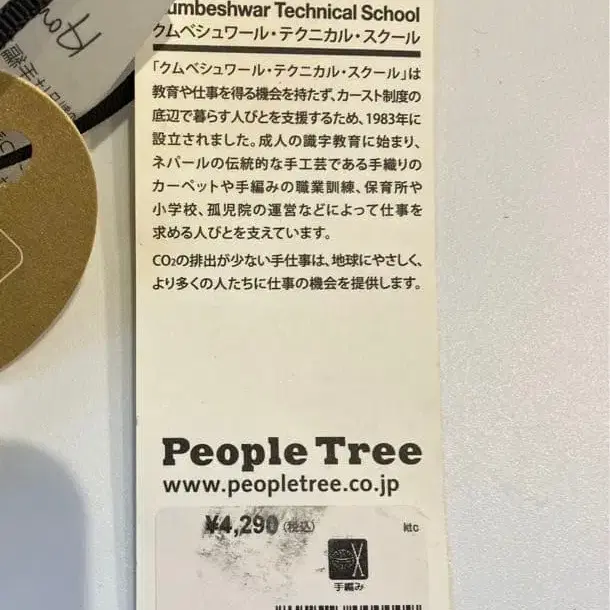 umbeshwar Technical School
クムベシュワール・テクニカル・スクール
「クムベシュワール・テクニカル・スクール」は
教育や仕事を得る機会を持たず、カースト制度の
底辺で暮らす人びとを支援するため、1983年に
設立されました。成人の識字教育に始まり、
ネパールの伝統的な手工芸である手織りの
カーペットや手編みの職業訓練、保育所や
小学校、孤児院の運営などによって仕事を
求める人びとを支えています。
CO₂の排出が少ない手仕事は、地球にやさしく、
より多くの人たちに仕事の機会を提供します。
People Tree
www.peopletree.co.jp
¥4,290(税込)
ktc
手編み